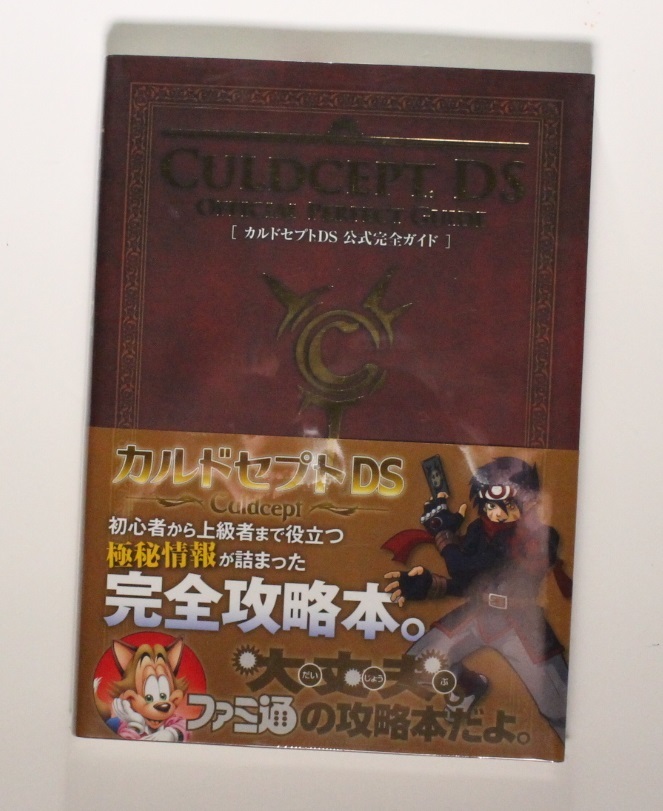 CULDCEPT DS
OFFICIAL PERFECT GUIDE
[ カルドセプトDS 公式完全ガイド ]
C
カルドセプト DS
Culdcept
初心者から上級者まで役立つ
極秘情報が詰まった
完全攻略本。
大丈夫。
だい じょう ぶ
ファミ通の攻略本だよ。